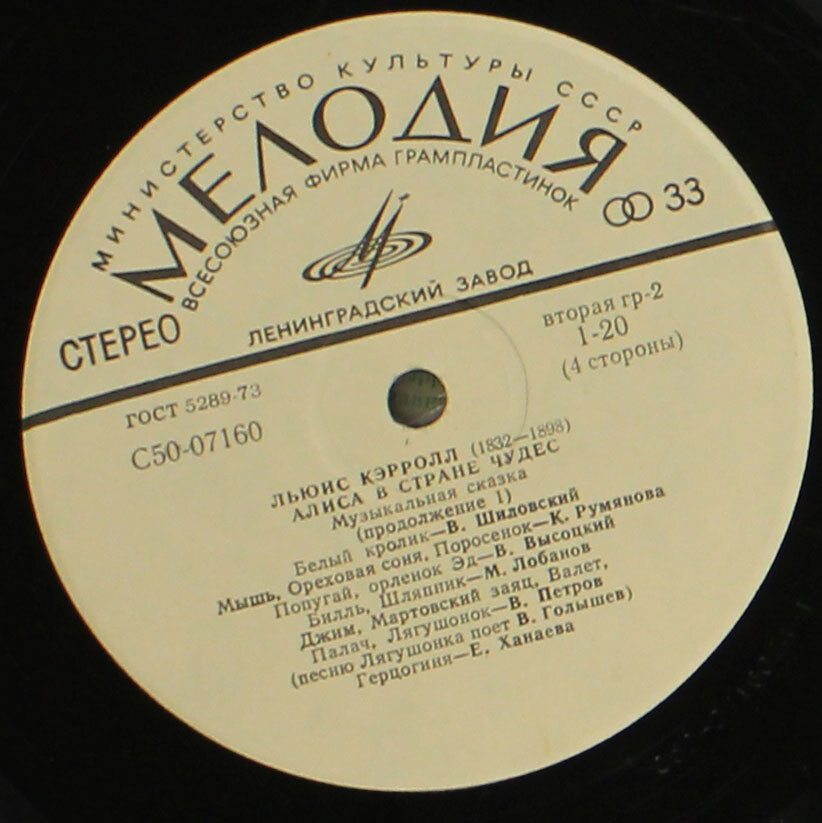 МИНИСТЕРСТВО КУЛЬТУРЫ СССР
МЕЛОДИЯ
ВСЕСОЮЗНАЯ ФИРМА ГРАМПЛАСТИНОК
33
СТЕРЕО
ЛЕНИНГРАДСКИЙ ЗАВОД
ГОСТ 5289-73
С50-07160
вторая гр-2
1-20
(4 стороны)
ЛЬЮИС КЭРРОЛЛ (1832—1898)
АЛИСА В СТРАНЕ ЧУДЕС
Музыкальная сказка
(продолжение 1)
Белый кролик—В. Шиловский
Мышь, Ореховая соня, Поросенок—К. Румянова
Попугай, орленок Эд—В. Высоцкий
Билль, Шляпник—М. Лобанов
Джим, Мартовский заяц, Валет,
Палач, Лягушонок—В. Петров
(песню Лягушонка поет В. Голышев)
Герцогиня—Е. Ханаева